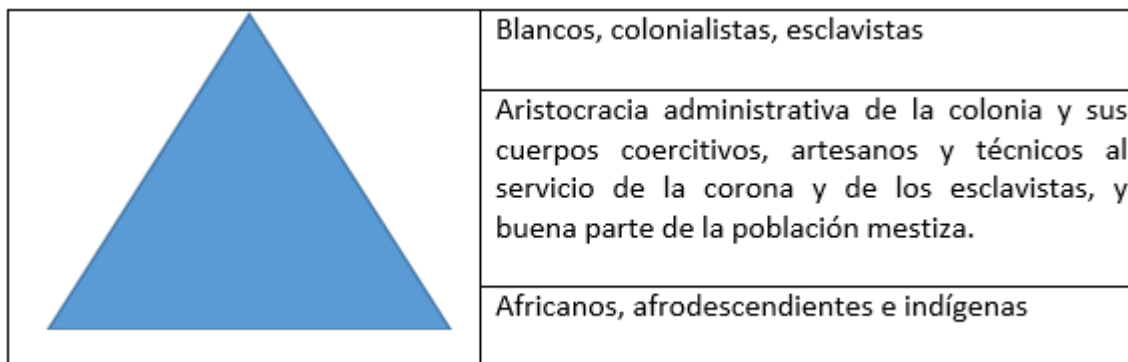 Blancos, colonialistas, esclavistas
Aristocracia administrativa de la colonia y sus
cuerpos coercitivos, artesanos y técnicos al
servicio de la corona y de los esclavistas, y
buena parte de la población mestiza.
Africanos, afrodescendientes e indígenas